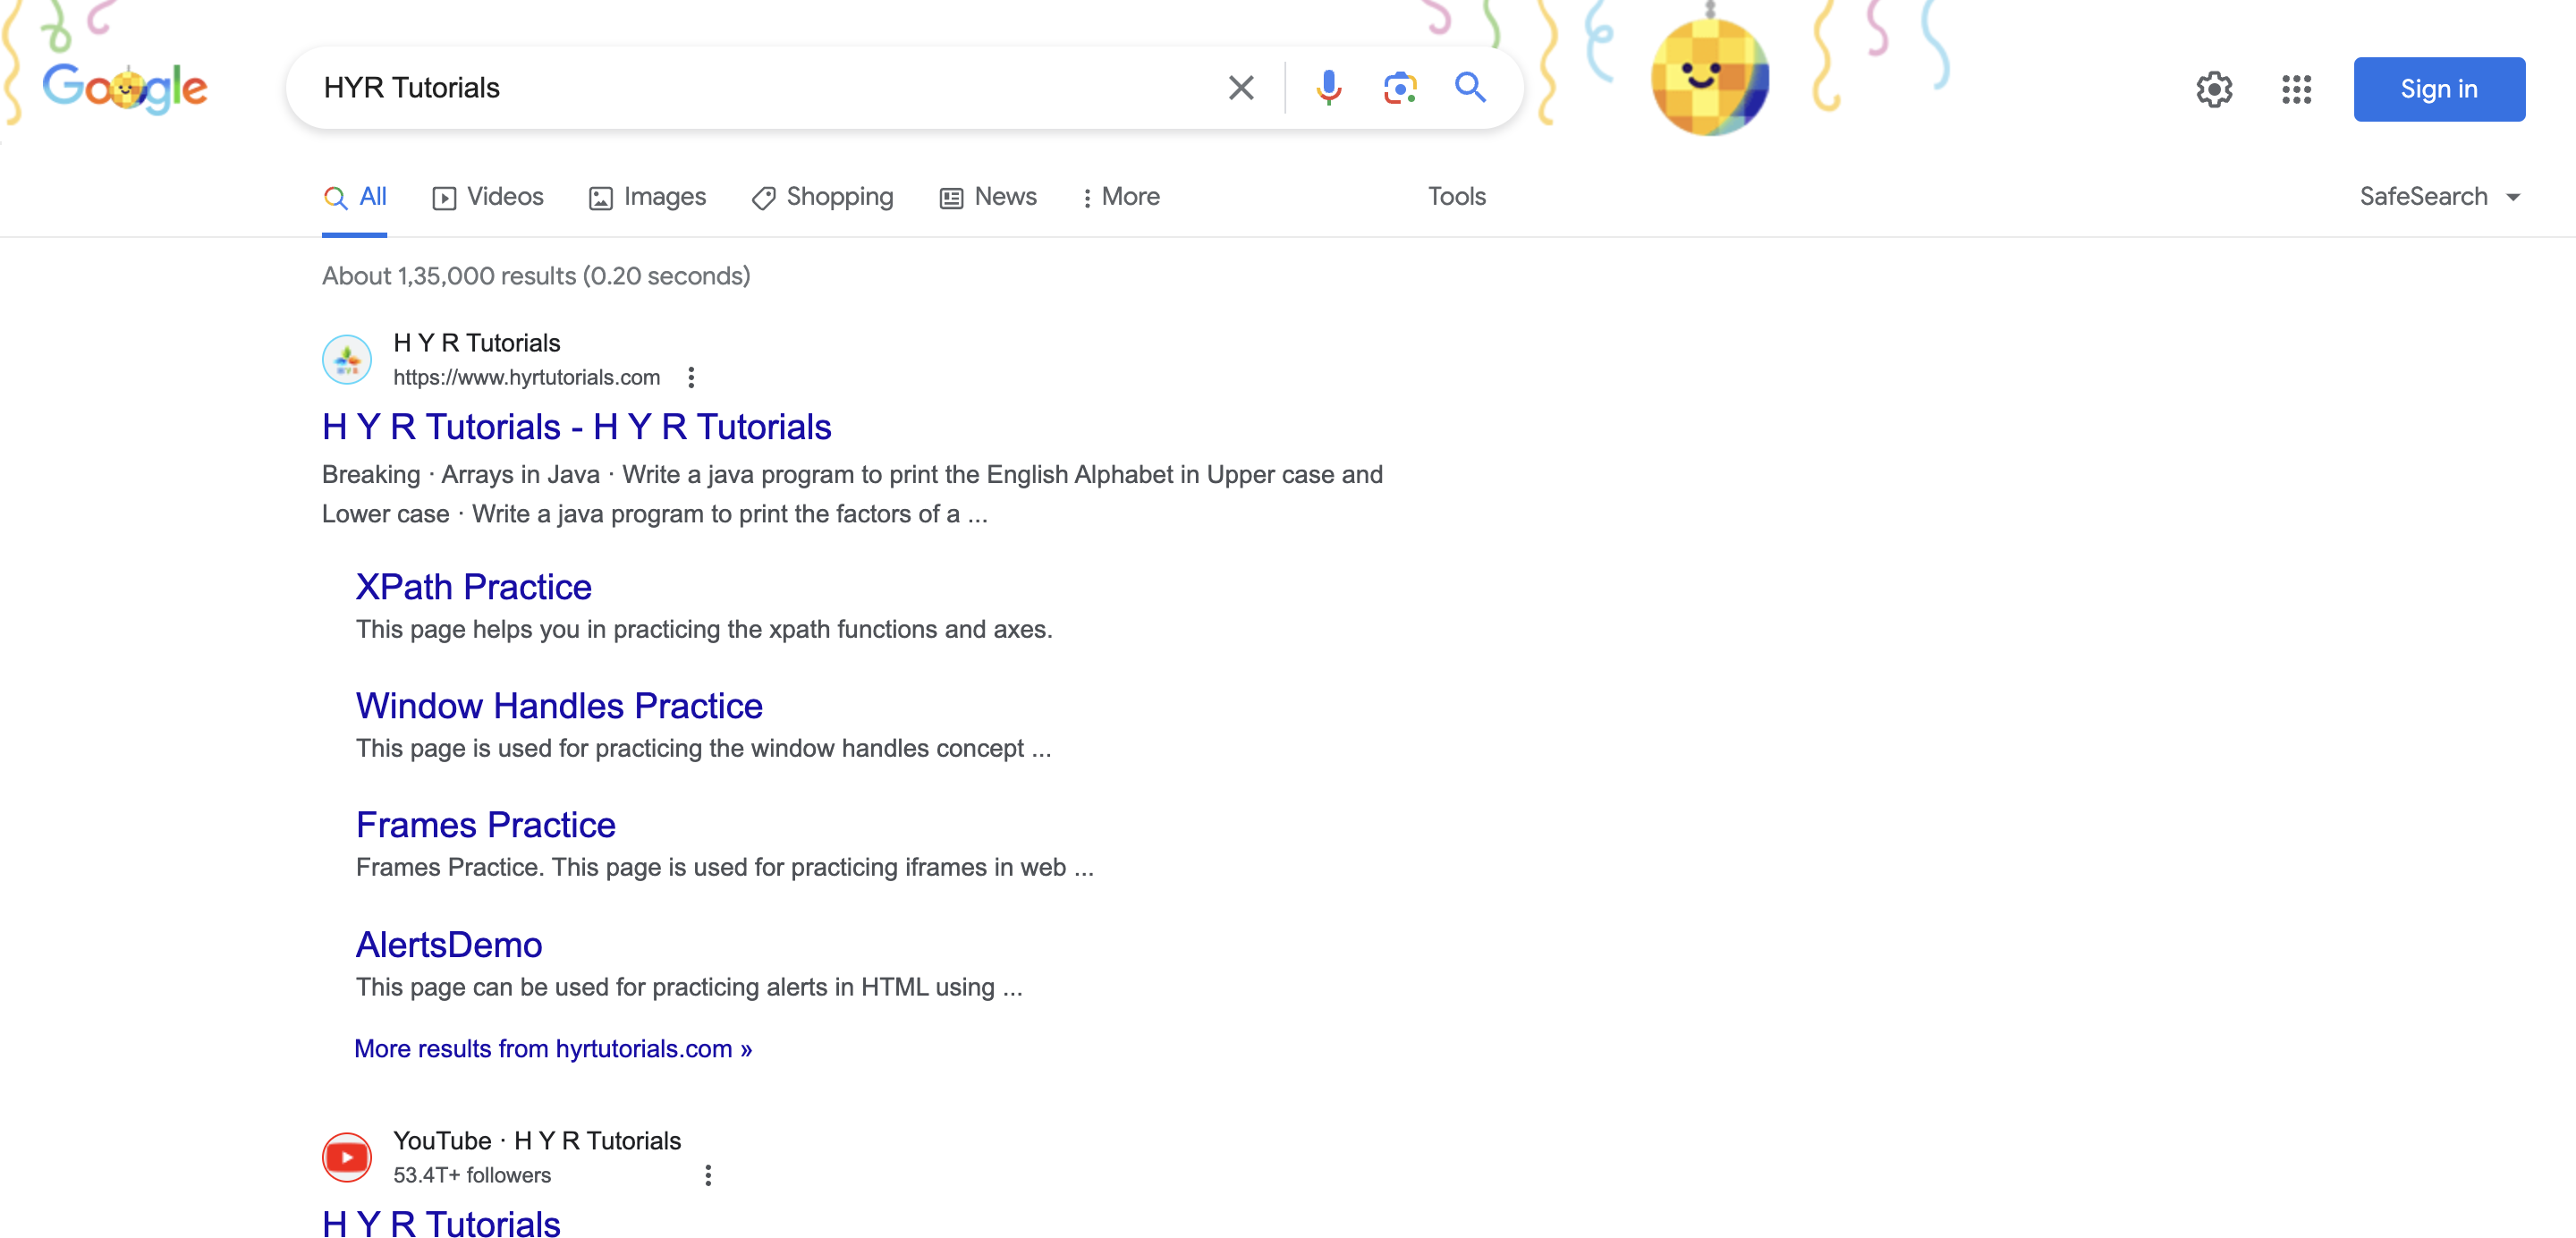 Google
HYR Tutorials
Sign in
All
Videos
Images
Shopping
News
More
Tools
SafeSearch
About 1,35,000 results (0.20 seconds)
H Y R Tutorials
https://www.hyrtutorials.com
H Y R Tutorials - H Y R Tutorials
Breaking · Arrays in Java · Write a java program to print the English Alphabet in Upper case and
Lower case · Write a java program to print the factors of a ...
XPath Practice
This page helps you in practicing the xpath functions and axes.
Window Handles Practice
This page is used for practicing the window handles concept ...
Frames Practice
Frames Practice. This page is used for practicing iframes in web ...
AlertsDemo
This page can be used for practicing alerts in HTML using ...
More results from hyrtutorials.com »
YouTube · H Y R Tutorials
53.4T+ followers
H Y R Tutorials